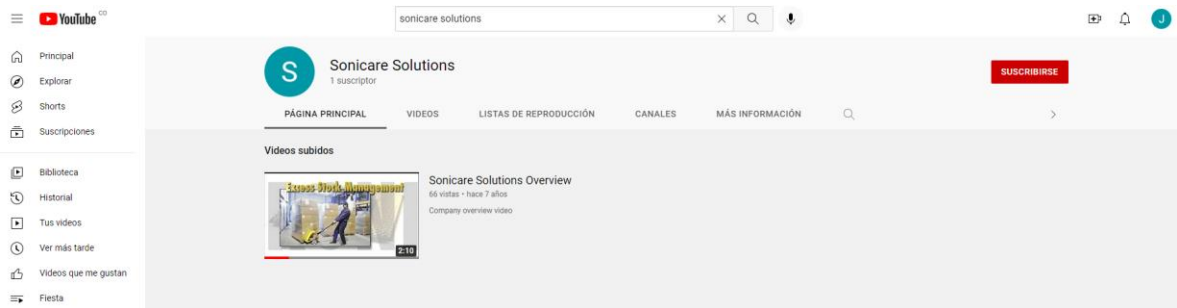 YouTube CO
sonicare solutions
J
Principal
Explorar
Shorts
Suscripciones
Biblioteca
Historial
Tus videos
Ver más tarde
Videos que me gustan
Fiesta
S
Sonicare Solutions
1 suscriptor
SUSCRIBIRSE
PÁGINA PRINCIPAL VIDEOS LISTAS DE REPRODUCCIÓN CANALES MÁS INFORMACIÓN
Videos subidos
Excess Stock Management
2:10
Sonicare Solutions Overview
66 vistas • hace 7 años
Company overview video